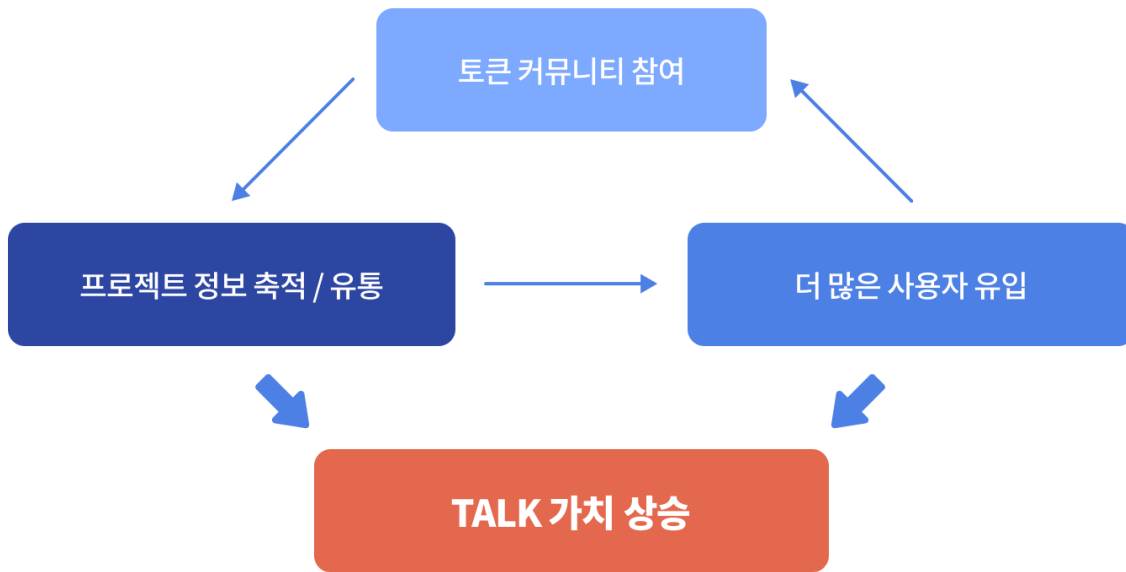 토큰 커뮤니티 참여
프로젝트 정보 축적 / 유통
더 많은 사용자 유입
TALK 가치 상승